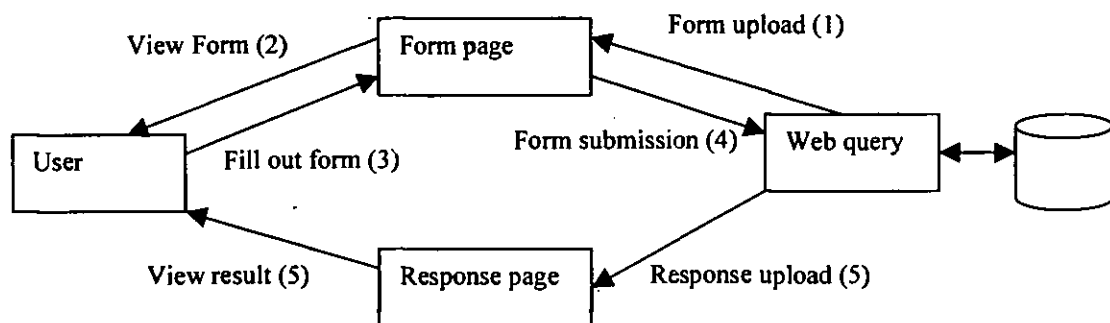 Form upload (1)
View Form (2)
Form page
Form submission (4)
Web query
User
Fill out form (3)
View result (5)
Response page
Response upload (5)